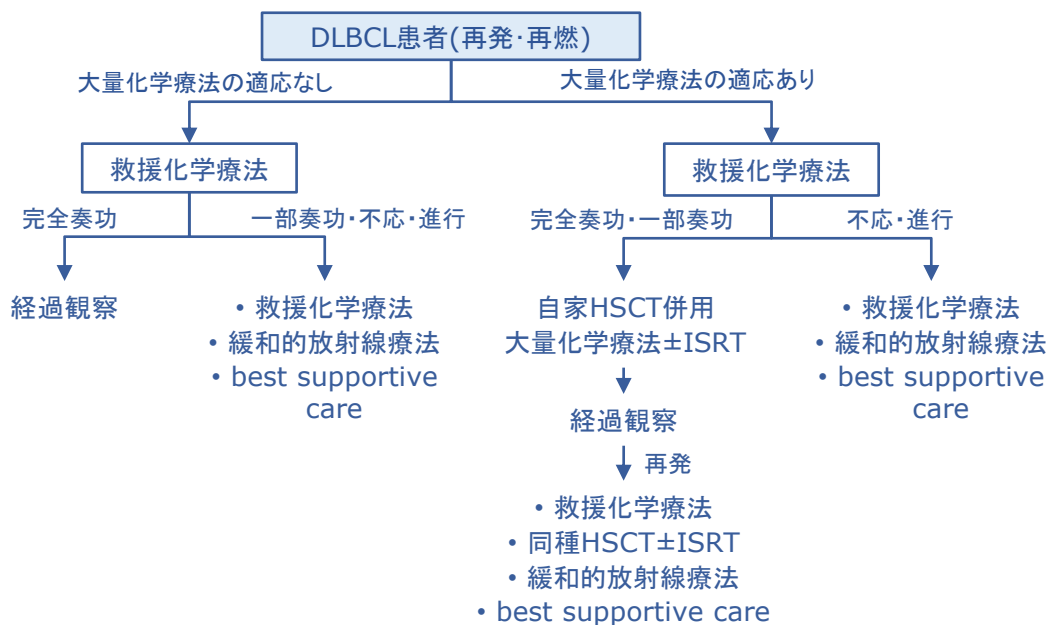 DLBCL患者(再発･再燃)
大量化学療法の適応なし
大量化学療法の適応あり
救援化学療法
救援化学療法
完全奏功
一部奏功・不応・進行
完全奏功・一部奏功
不応・進行
経過観察
• 救援化学療法
• 緩和的放射線療法
• best supportive
care
自家HSCT併用
大量化学療法±ISRT
経過観察
再発
• 救援化学療法
• 同種HSCT±ISRT
• 緩和的放射線療法
• best supportive care
• 救援化学療法
• 緩和的放射線療法
• best supportive
care